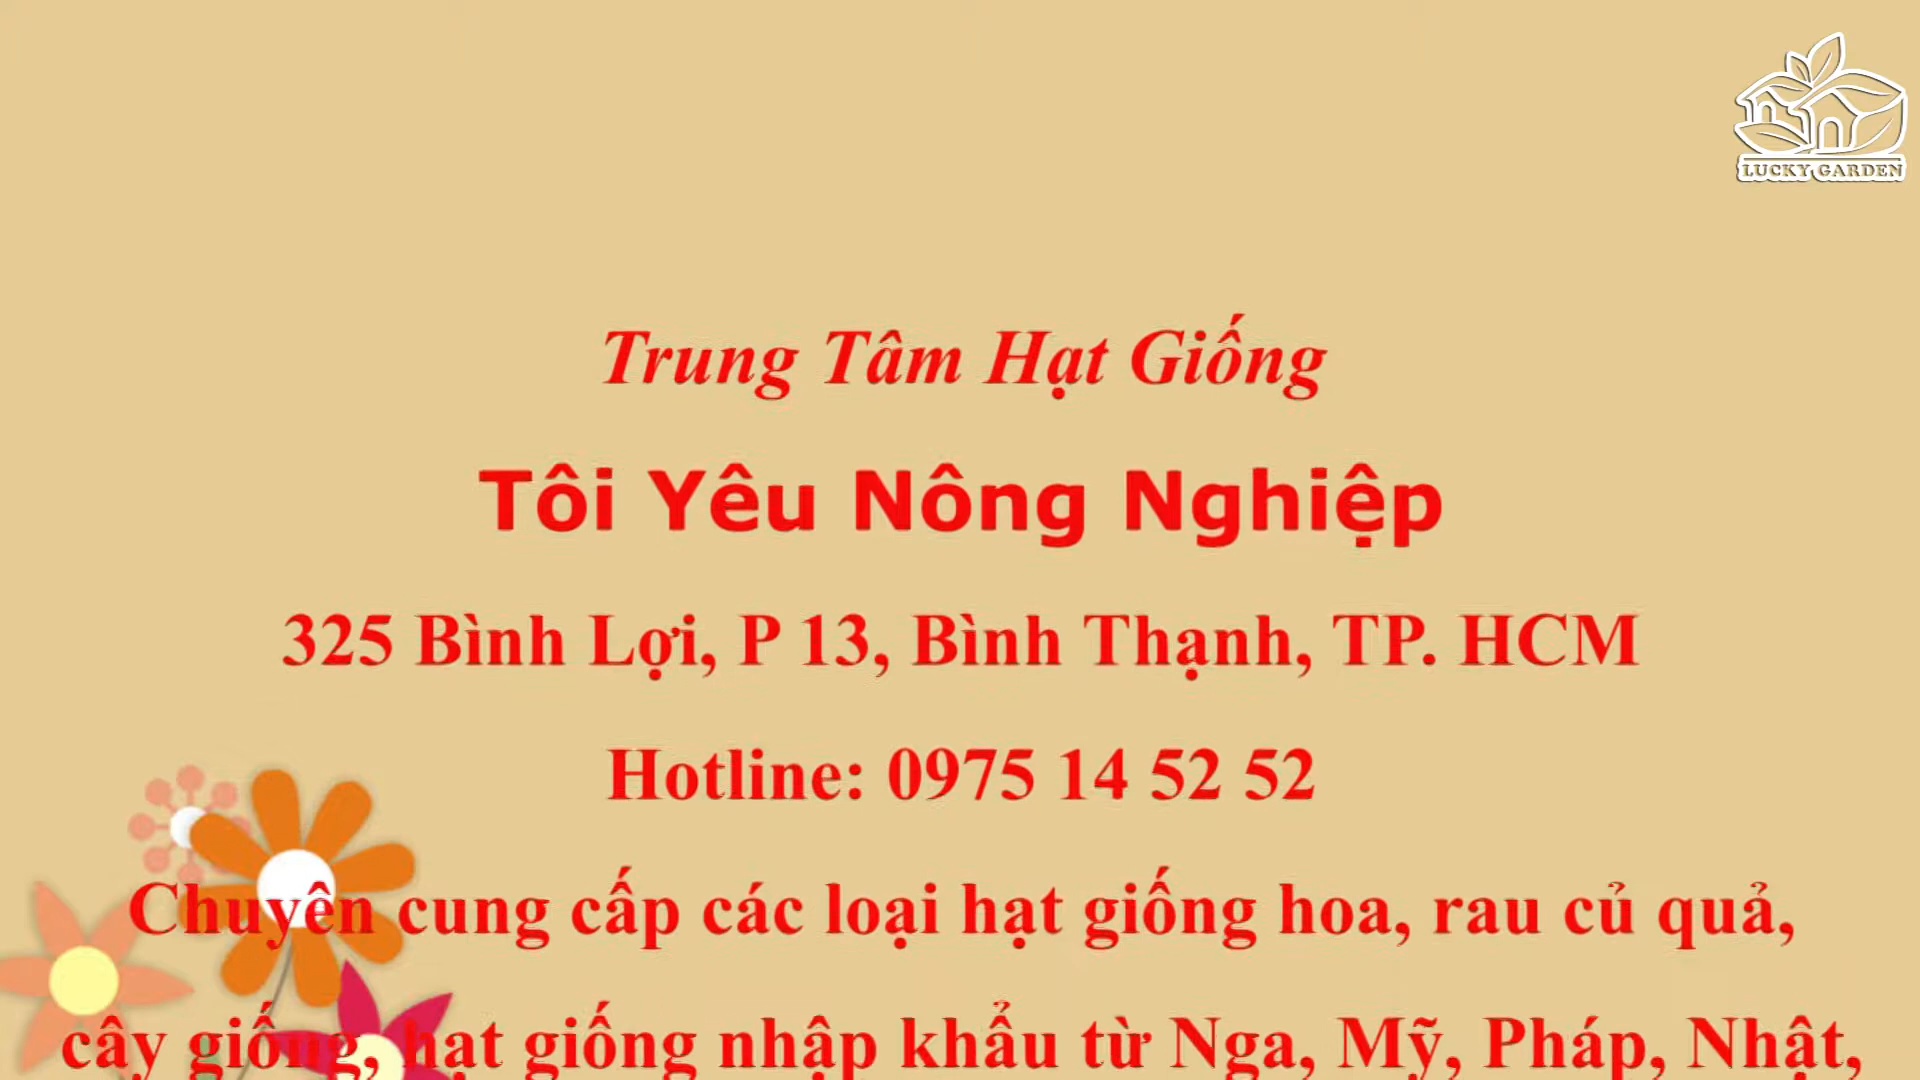 LUCKY GARDEN
Trung Tâm Hạt Giống
Tôi Yêu Nông Nghiệp
325 Bình Lợi, P 13, Bình Thạnh, TP. HCM
Hotline: 0975 14 52 52
Chuyên cung cấp các loại hạt giống hoa, rau củ quả,
cây giống, hạt giống nhập khẩu từ Nga, Mỹ, Pháp, Nhật,